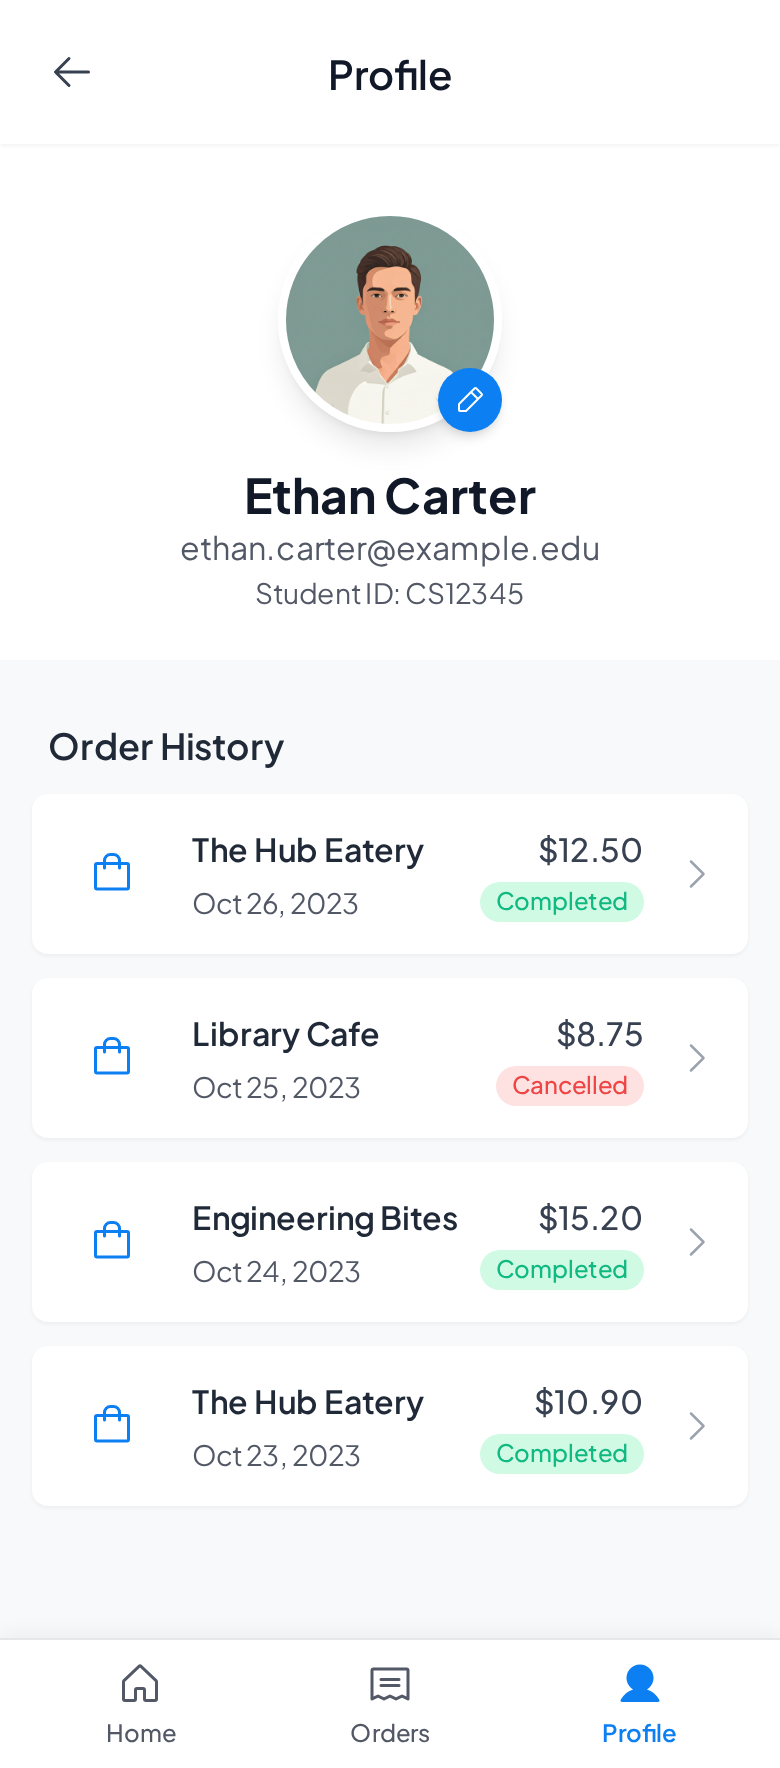 Profile
Ethan Carter
ethan.carter@example.edu
Student ID: CS12345
Order History
The Hub Eatery $12.50
Oct 26, 2023 Completed
Library Cafe $8.75
Oct 25, 2023 Cancelled
Engineering Bites $15.20
Oct 24, 2023 Completed
The Hub Eatery $10.90
Oct 23, 2023 Completed
Home Orders Profile